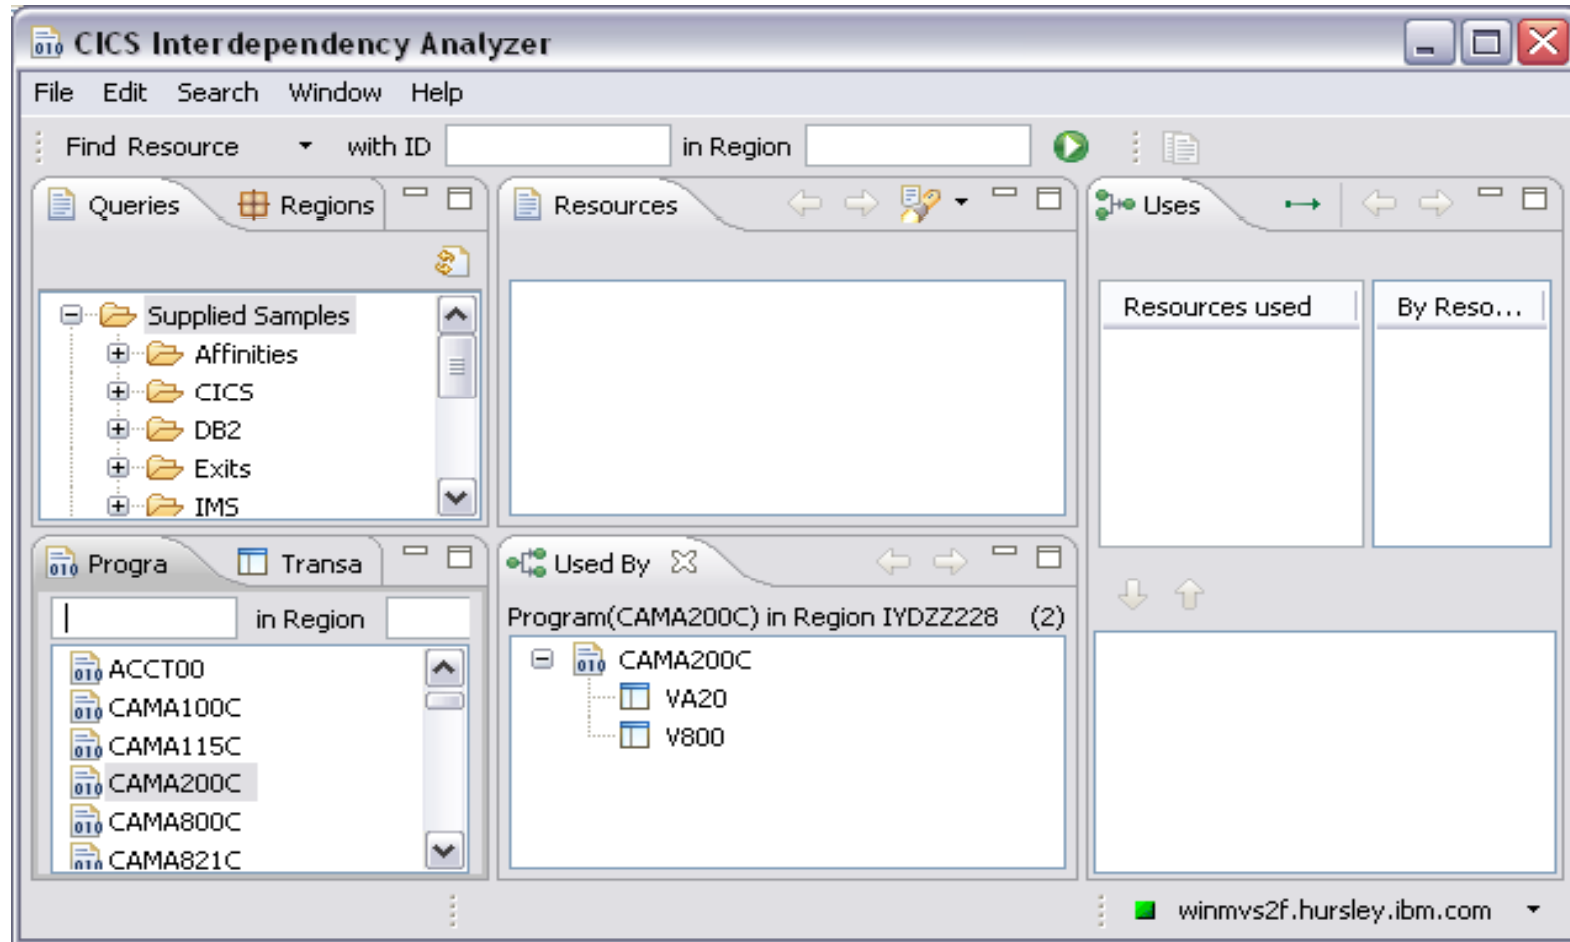 CICS Interdependency Analyzer
File Edit Search Window Help
Find Resource with ID in Region
Queries Regions
Supplied Samples
Affinities
CICS
DB2
Exits
IMS
Resources
Uses
Resources used By Reso...
Progra Transa
in Region
ACCT00
CAMA100C
CAMA115C
CAMA200C
CAMA800C
CAMA821C
Used By
Program(CAMA200C) in Region IYDZZ228 (2)
CAMA200C
VA20
V800
winmvs2f.hursley.ibm.com